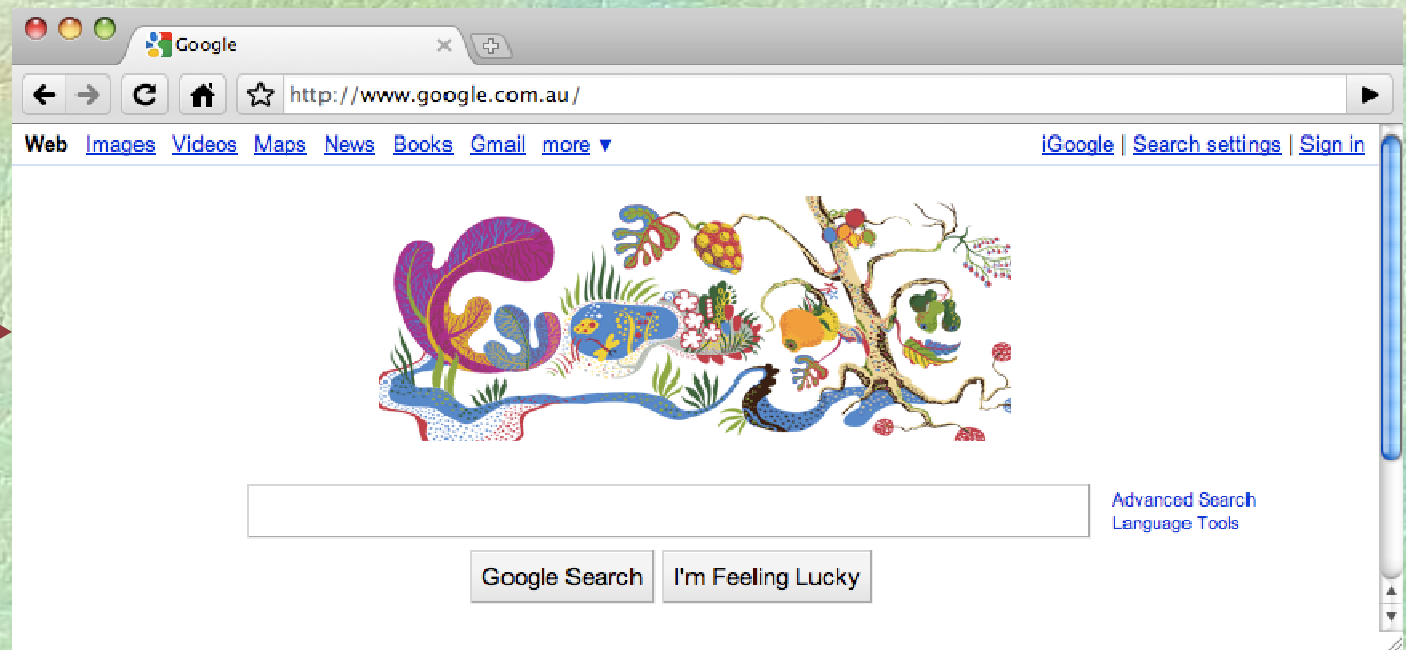 Google
http://www.google.com.au/
Web Images Videos Maps News Books Gmail more ▼ iGoogle | Search settings | Sign in
Advanced Search
Language Tools
Google Search I'm Feeling Lucky